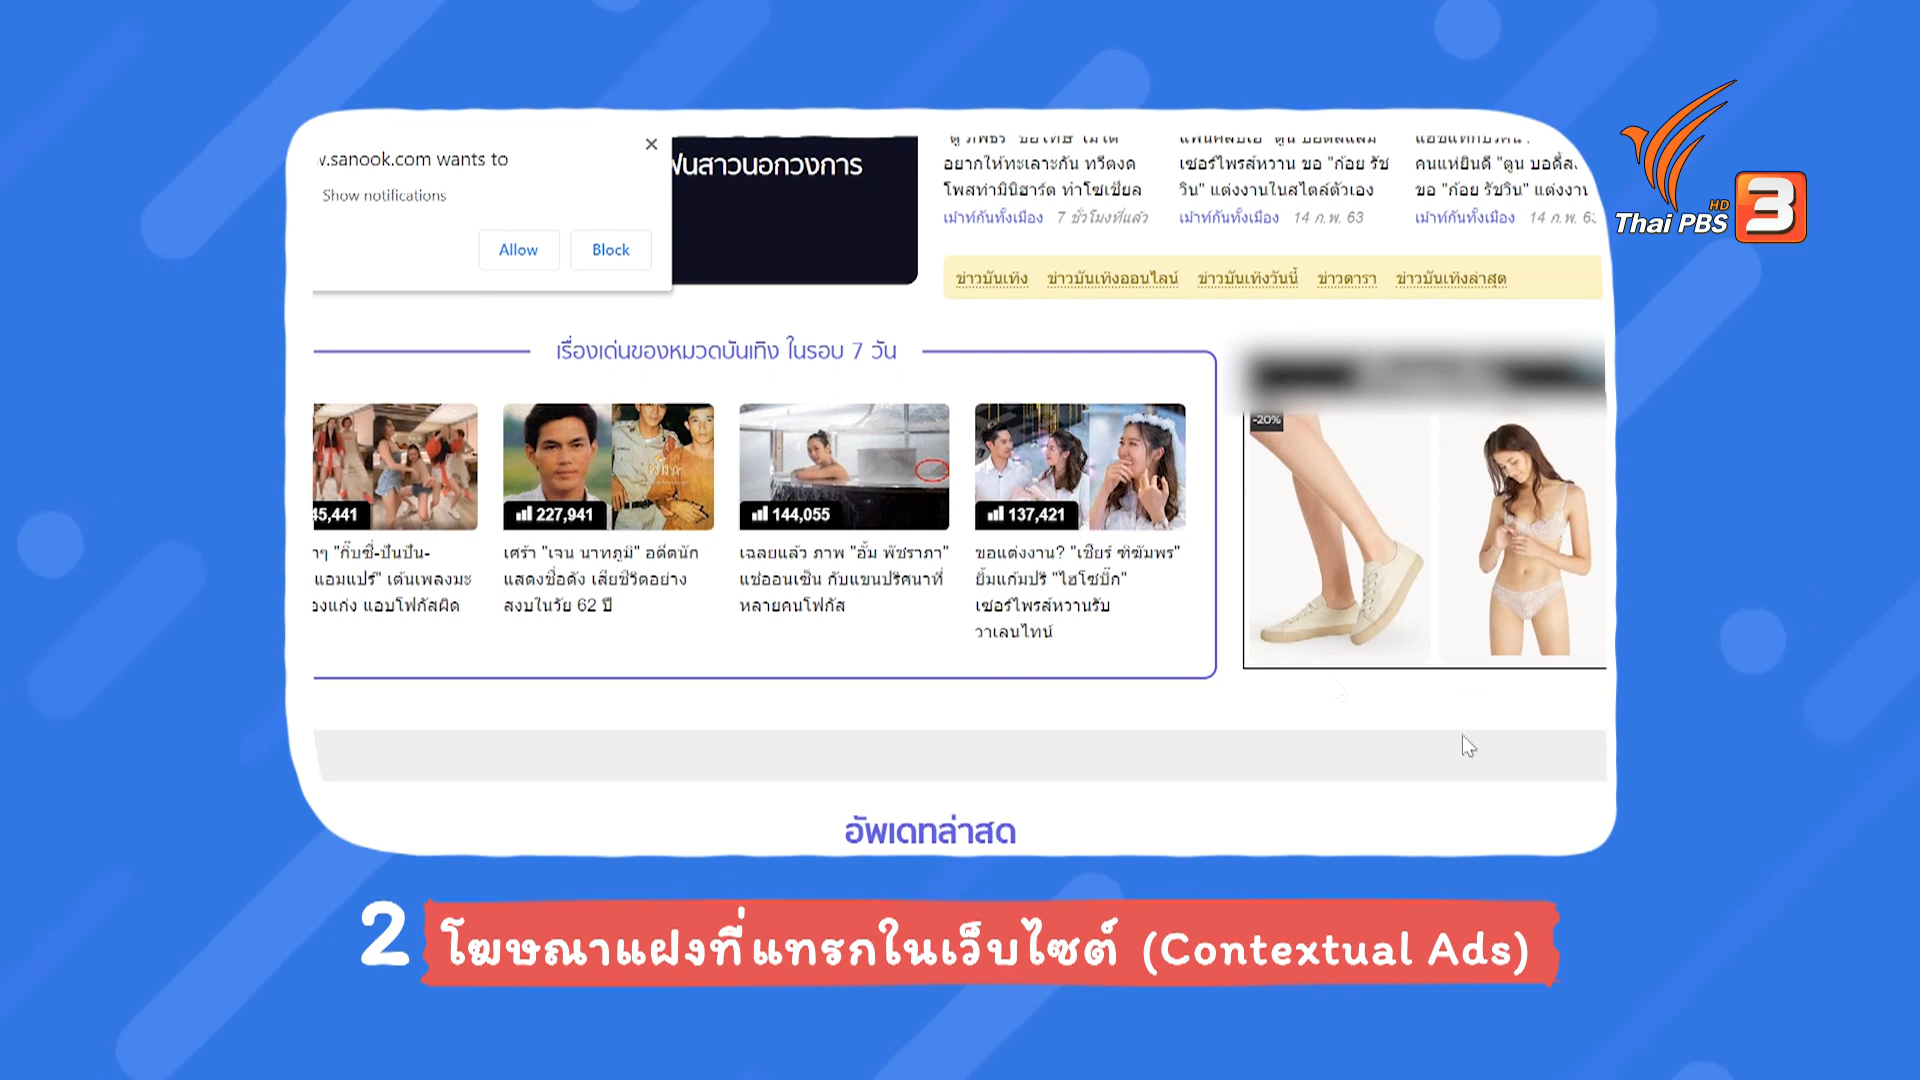 w.sanook.com wants to
Show notifications
Allow Block
ฟนสาวนอกวงการ
อยากให้ทะเลาะกัน ทวีตงด
โพสท่ามินิฮาร์ต ทำโซเชียล
เม้าท์กันทั้งเมือง 7 ชั่วโมงที่แล้ว
เซอร์ไพรส์หวาน ขอ "ก้อย รัช
วิน" แต่งงานในสไตล์ตัวเอง
เม้าท์กันทั้งเมือง 14 ก.พ. 63
คนแห่ยินดี "ตูน บอดี้ส
ขอ "ก้อย รัชวิน" แต่งงาน
เม้าท์กันทั้งเมือง 14 ก.พ. 63
HD
Thai PBS 3
ข่าวบันเทิง ข่าวบันเทิงออนไลน์ ข่าวบันเทิงวันนี้ ข่าวดารา ข่าวบันเทิงล่าสุด
เรื่องเด่นของหมวดบันเทิง ในรอบ 7 วัน
45,441
"กิ๊บซี่-ปันปัน-
แอมแปร์" เต้นเพลงมะ
องแก่ง แอบโฟกัสผิด
227,941
เศร้า "เจน นาทภูมิ" อดีตนัก
แสดงชื่อดัง เสียชีวิตอย่าง
สงบในวัย 62 ปี
144,055
เฉลยแล้ว ภาพ "อั้ม พัชราภา"
แช่ออนเซ็น กับแขนปริศนาที่
หลายคนโฟกัส
137,421
ขอแต่งงาน? "เชียร์ ฑิฆัมพร"
ยิ้มแก้มปริ "ไฮโซบิ๊ก"
เซอร์ไพรส์หวานรับ
วาเลนไทน์
-20%
อัพเดทล่าสุด
2 โฆษณาแฝงที่แทรกในเว็บไซต์ (Contextual Ads)